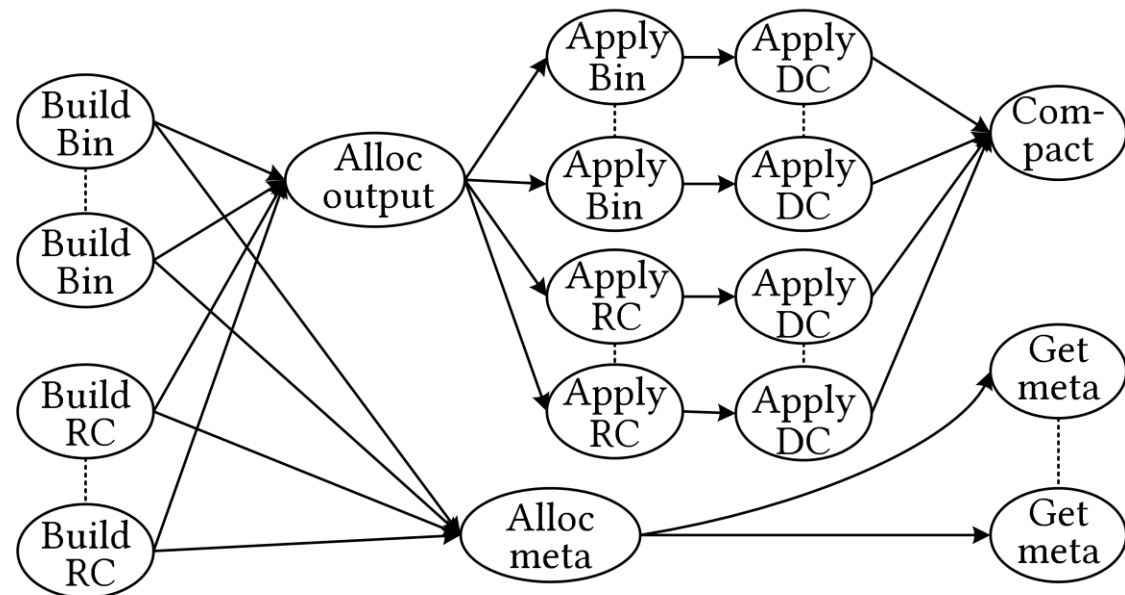 Build
Bin
Build
Bin
Build
RC
Build
RC
Alloc
output
Alloc
meta
Apply
Bin
Apply
Bin
Apply
RC
Apply
RC
Apply
DC
Apply
DC
Apply
DC
Apply
DC
Com-
pact
Get
meta
Get
meta